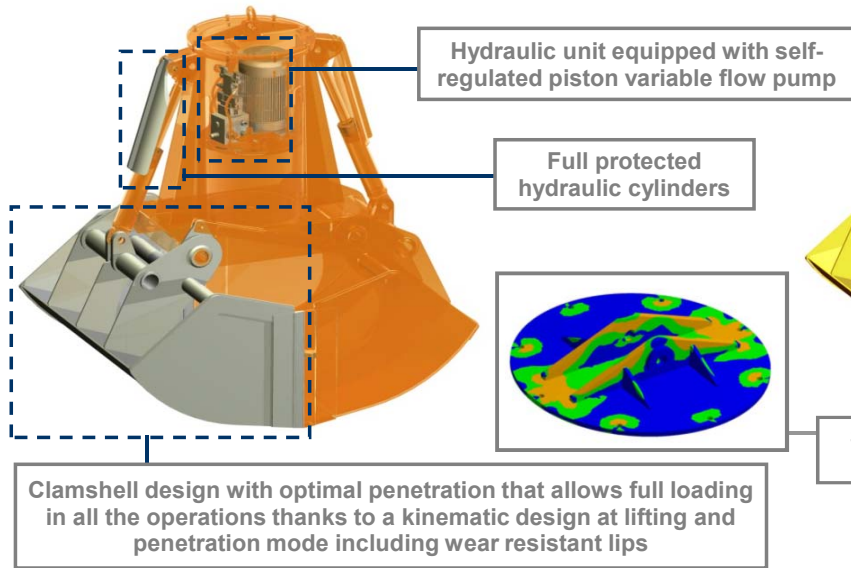 Hydraulic unit equipped with self-
regulated piston variable flow pump
Full protected
hydraulic cylinders
Clamshell design with optimal penetration that allows full loading
in all the operations thanks to a kinematic design at lifting and
penetration mode including wear resistant lips